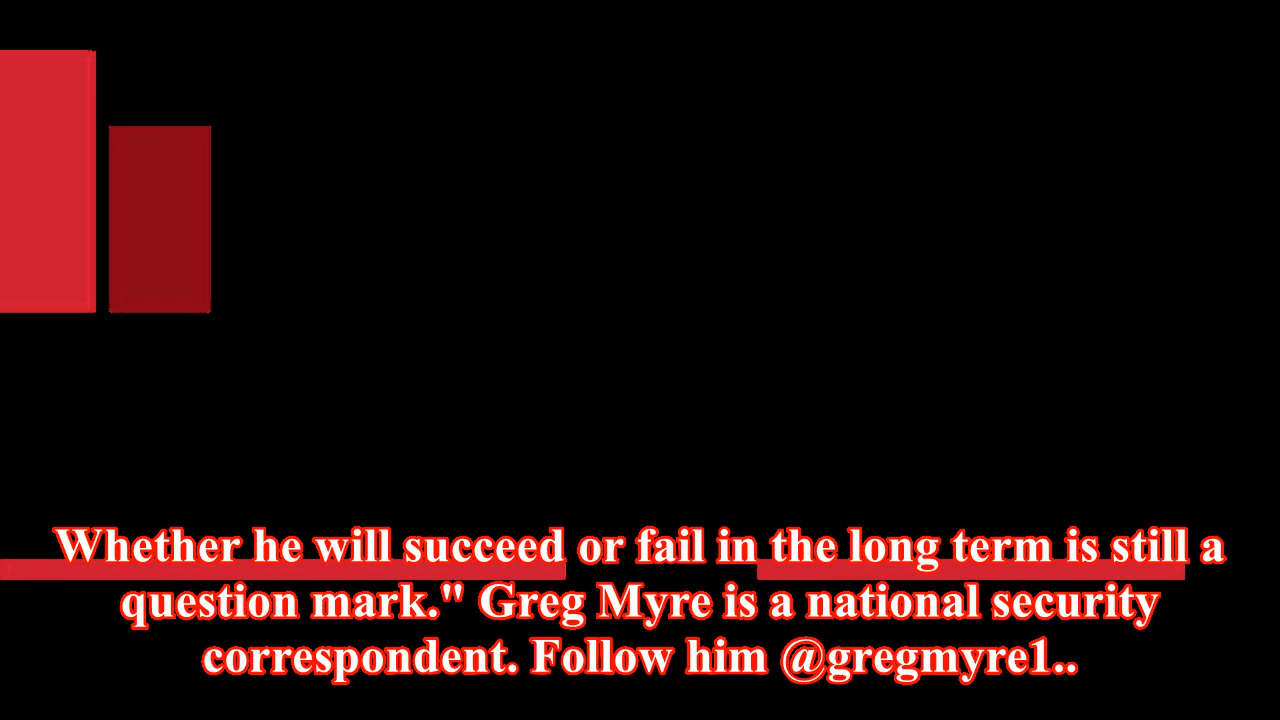 Whether he will succeed or fail in the long term is still a
question mark." Greg Myre is a national security
correspondent. Follow him @gregmyre1..